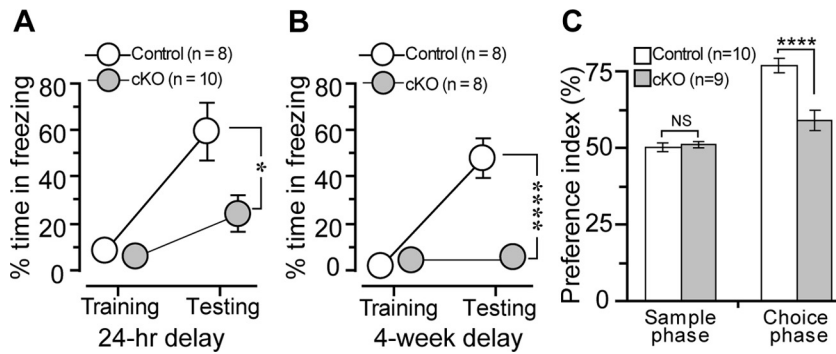 A
Control (n = 8)
cKO (n = 10)
% time in freezing
80
60
40
20
0
*
Training
Testing
24-hr delay
B
Control (n = 8)
cKO (n = 8)
% time in freezing
80
60
40
20
0
****
Training
Testing
4-week delay
C
Control (n=10)
cKO (n=9)
Preference index (%)
75
50
25
0
NS
****
Sample
phase
Choice
phase